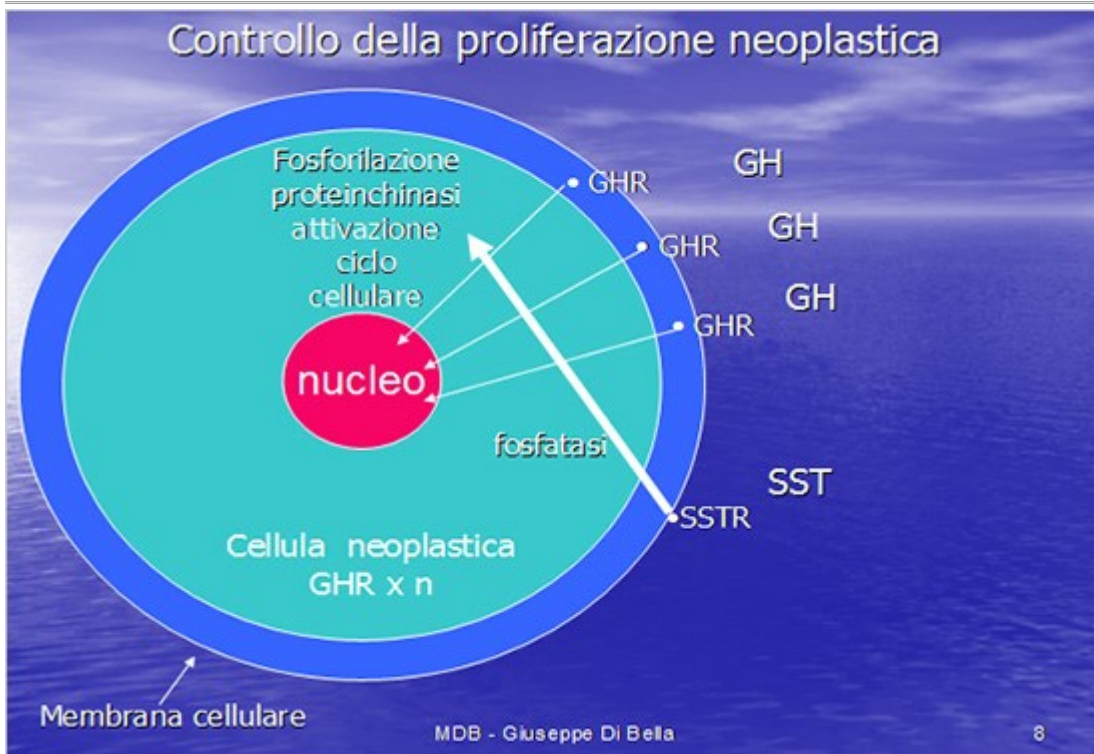 Controllo della proliferazione neoplastica
Fosforilazione
proteinchinasi
attivazione
ciclo
cellulare
nucleo
GHR
GH
GHR
GH
GHR
GH
fosfatasi
SST
SSTR
Cellula neoplastica
GHR x n
Membrana cellulare
MDB - Giuseppe Di Bella
8